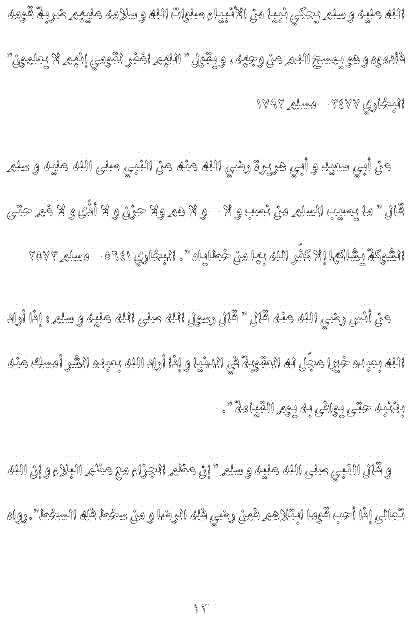 الله عليه و سلم يحكي نبيا من الأنبياء صلوات الله و سلامه عليهم ضربه قومه
فأدموه و هو يمسح الدم عن وجهه ، و يقول " اللهم اغفر لقومي إنهم لا يعلمون"
البخاري ٣٤٧٧ مسلم ١٧٩٢
عن أبي سعيد و أبي هريرة رضي الله عنه عن النبي صلى الله عليه و سلم
قال " ما يصيب المسلم من نصب و لا و لا هم ولا حزن و لا أذًى و لا غم حتى
الشوكة يشاكها إلا كفّر الله بها من خطاياه " . البخاري ٥٦٤١ مسلم ٢٥٧٣
عن أنس رضي الله عنه قال " قال رسول الله صلى الله عليه و سلم : إذا أراد
الله بعبده خيرا عجّل له العقوبة في الدنيا و إذا أراد الله بعبده الشر أمسك عنه
بذنبه حتى يوافى به يوم القيامة " .
و قال النبي صلى الله عليه و سلم " إن عظم الجزاء مع عظم البلاء و إن الله
تعالى إذا أحب قوما ابتلاهم فمن رضي فله الرضا و من سخط فله السخط" . رواه
١٢